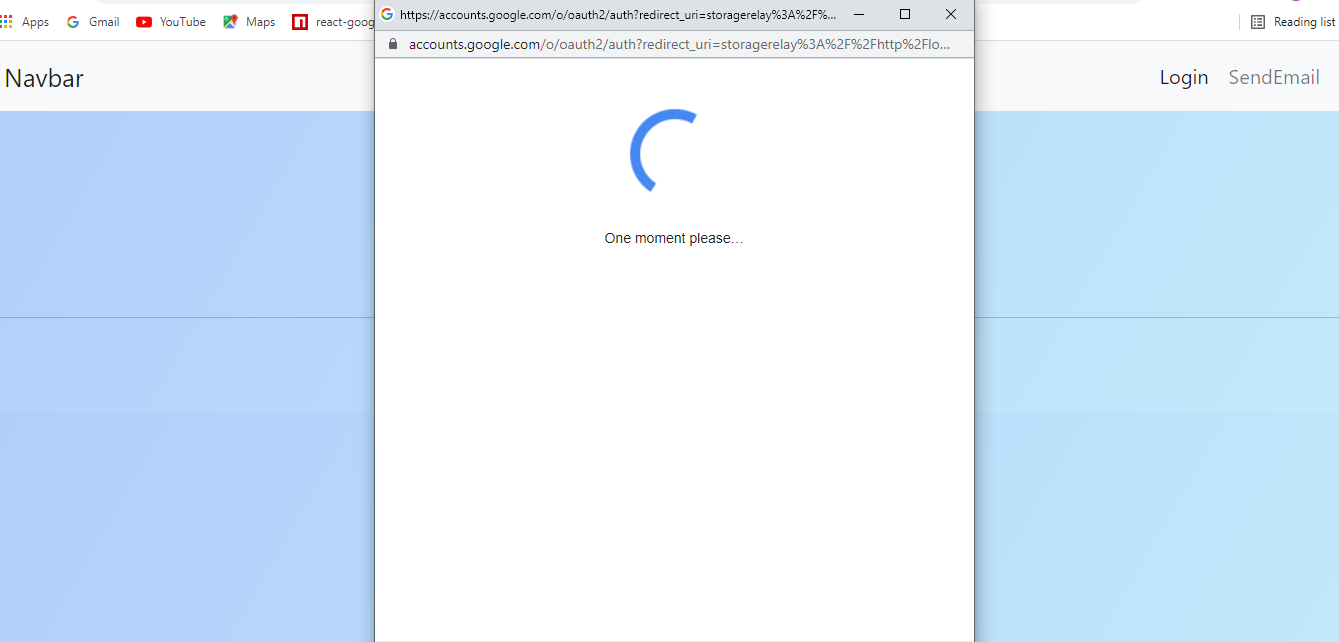 https://accounts.google.com/o/oauth2/auth?redirect_uri=storagerelay%3A%2F%...
accounts.google.com/o/oauth2/auth?redirect_uri=storagerelay%3A%2F%2Fhttp%2Flo...
Apps Gmail YouTube Maps react-goog
Reading list
Navbar
Login SendEmail
One moment please...